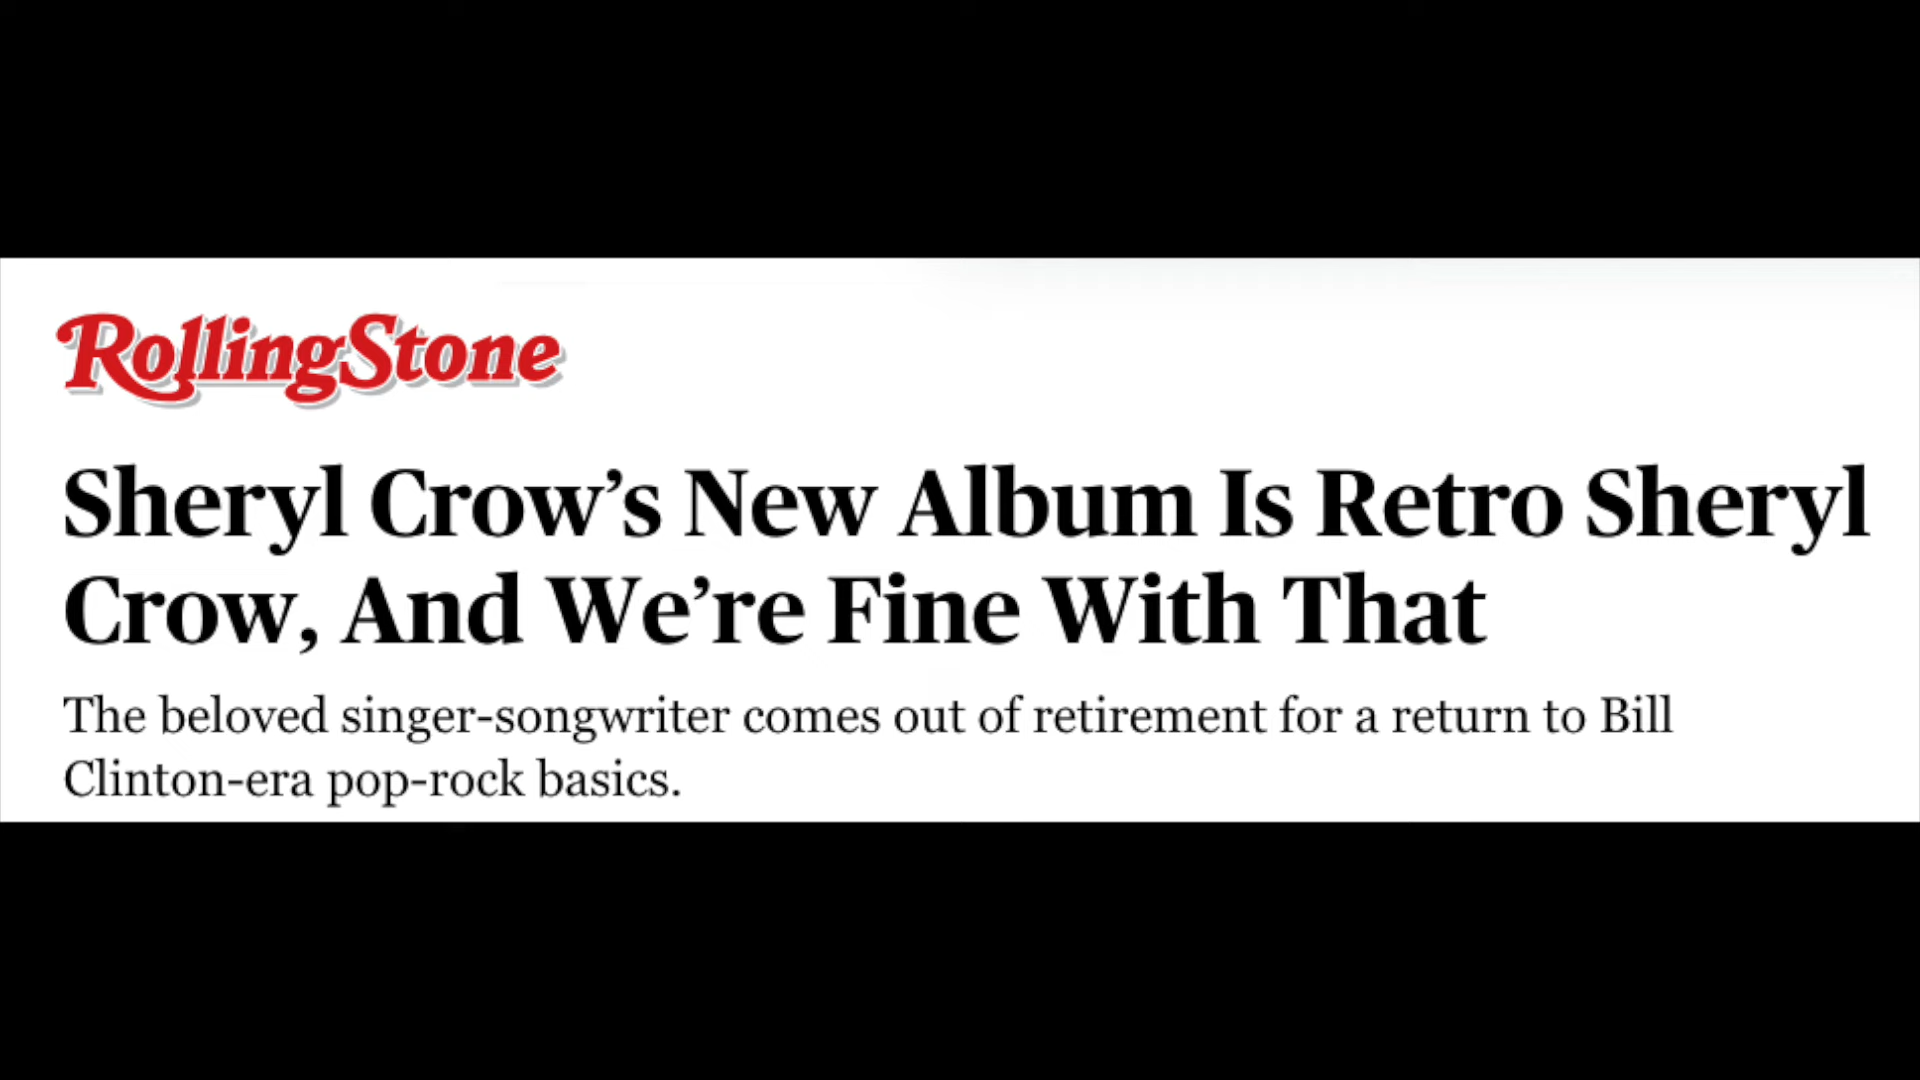 RollingStone
Sheryl Crow’s New Album Is Retro Sheryl
Crow, And We’re Fine With That
The beloved singer-songwriter comes out of retirement for a return to Bill
Clinton-era pop-rock basics.